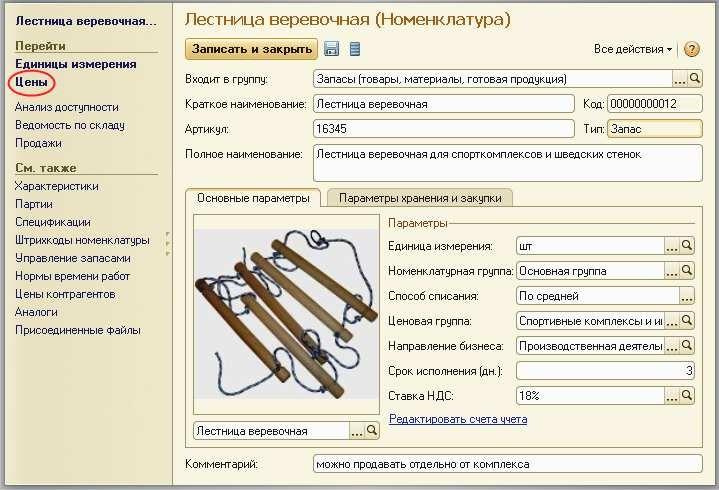 Лестница веревочная...
Перейти
Единицы измерения
Цены
Анализ доступности
Ведомость по складу
Продажи
См. также
Характеристики
Партии
Спецификации
Штрихкоды номенклатуры
Управление запасами
Нормы времени работ
Цены контрагентов
Аналоги
Присоединенные файлы
Лестница веревочная (Номенклатура)
Записать и закрыть
Все действия
?
Входит в группу: Запасы (товары, материалы, готовая продукция) ...
Краткое наименование: Лестница веревочная Код: 00000000012
Артикул: 16345 Тип: Запас
Полное наименование: Лестница веревочная для спорткомплексов и шведских стенок
Основные параметры Параметры хранения и закупки
Параметры
Единица измерения: шт ...
Номенклатурная группа: Основная группа ...
Способ списания: По средней ...
Ценовая группа: Спортивные комплексы и ...
Направление бизнеса: Производственная деятель ...
Срок исполнения (дн.): 3
Ставка НДС: 18% ...
Редактировать счета учета
Лестница веревочная ...
Комментарий: можно продавать отдельно от комплекса